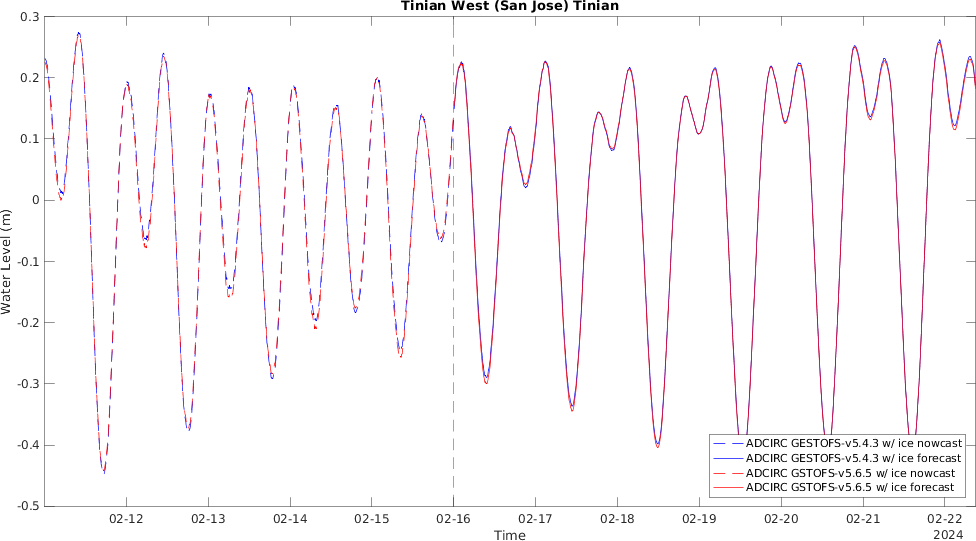 Tinian West (San Jose) Tinian
0.3
0.2
0.1
0
-0.1
-0.2
-0.3
-0.4
-0.5
Water Level (m)
ADCIRC GESTOFS-v5.4.3 w/ ice nowcast
ADCIRC GESTOFS-v5.4.3 w/ ice forecast
ADCIRC GSTOFS-v5.6.5 w/ ice nowcast
ADCIRC GSTOFS-v5.6.5 w/ ice forecast
02-12 02-13 02-14 02-15 02-16 02-17 02-18 02-19 02-20 02-21 02-22
Time 2024